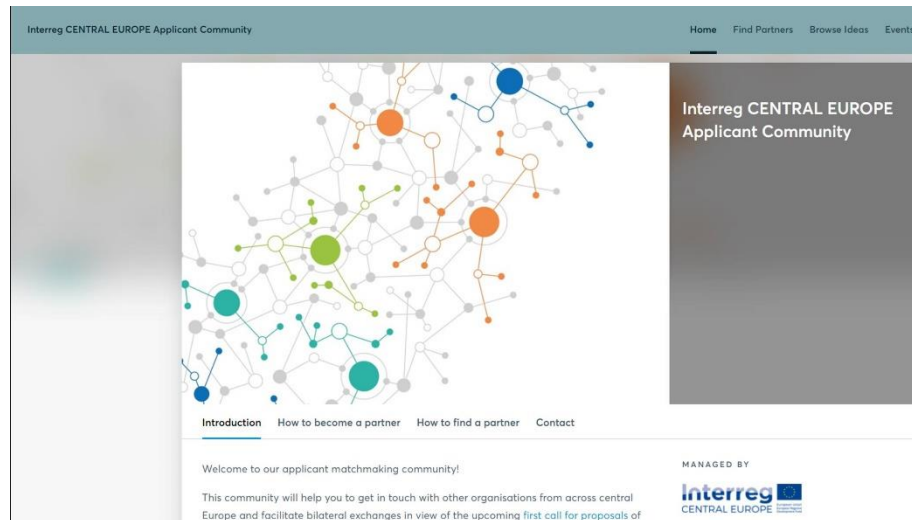 Interreg CENTRAL EUROPE Applicant Community
Home Find Partners Browse Ideas Events
Interreg CENTRAL EUROPE
Applicant Community
Introduction How to become a partner How to find a partner Contact
Welcome to our applicant matchmaking community!
This community will help you to get in touch with other organisations from across central
Europe and facilitate bilateral exchanges in view of the upcoming first call for proposals of
MANAGED BY
Interreg
CENTRAL EUROPE